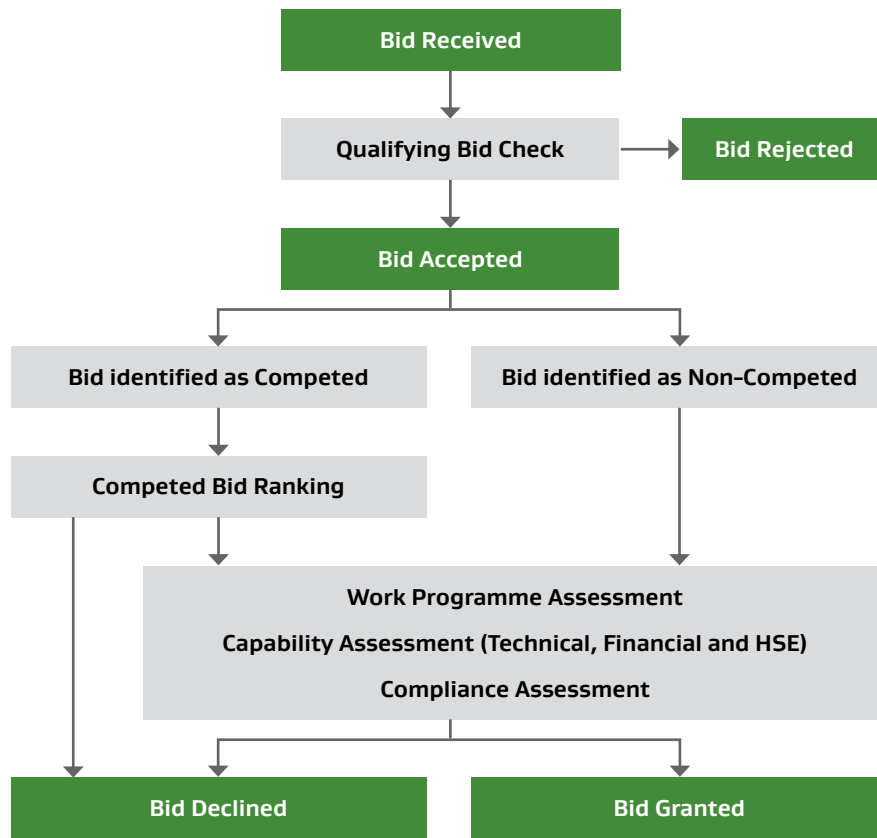 Bid Received
Qualifying Bid Check
Bid Rejected
Bid Accepted
Bid identified as Competed
Bid identified as Non-Competed
Competed Bid Ranking
Work Programme Assessment
Capability Assessment (Technical, Financial and HSE)
Compliance Assessment
Bid Declined
Bid Granted